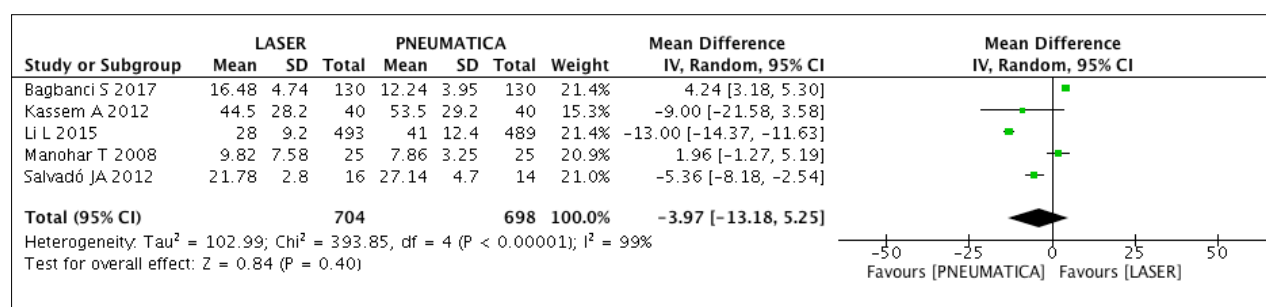 LASER PNEUMATICA Mean Difference Mean Difference
Study or Subgroup Mean SD Total Mean SD Total Weight IV, Random, 95% CI IV, Random, 95% CI
Bagbanci S 2017 16.48 4.74 130 12.24 3.95 130 21.4% 4.24 [3.18, 5.30]
Kassem A 2012 44.5 28.2 40 53.5 29.2 40 15.3% −9.00 [−21.58, 3.58]
Li L 2015 28 9.2 493 41 12.4 489 21.4% −13.00 [−14.37, −11.63]
Manohar T 2008 9.82 7.58 25 7.86 3.25 25 20.9% 1.96 [−1.27, 5.19]
Salvadó JA 2012 21.78 2.8 16 27.14 4.7 14 21.0% −5.36 [−8.18, −2.54]
Total (95% CI) 704 698 100.0% −3.97 [−13.18, 5.25]
Heterogeneity: Tau² = 102.99; Chi² = 393.85, df = 4 (P < 0.00001); I² = 99%
Test for overall effect: Z = 0.84 (P = 0.40)
−50 −25 0 25 50
Favours [PNEUMATICA] Favours [LASER]